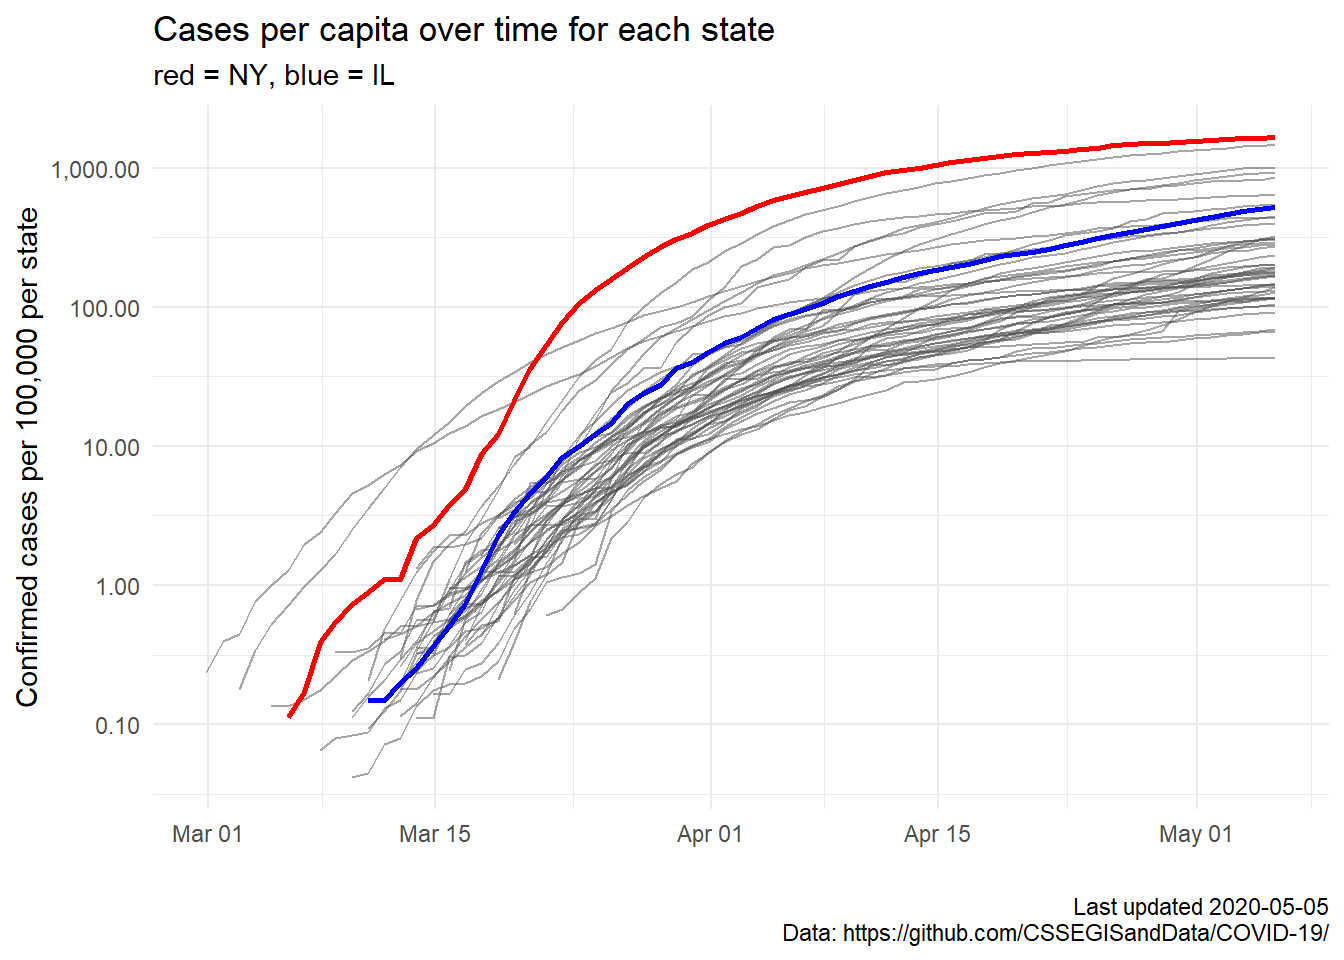 Cases per capita over time for each state
red = NY, blue = IL
Confirmed cases per 100,000 per state
1,000.00
100.00
10.00
1.00
0.10
Mar 01
Mar 15
Apr 01
Apr 15
May 01
Last updated 2020-05-05
Data: https://github.com/CSSEGISandData/COVID-19/